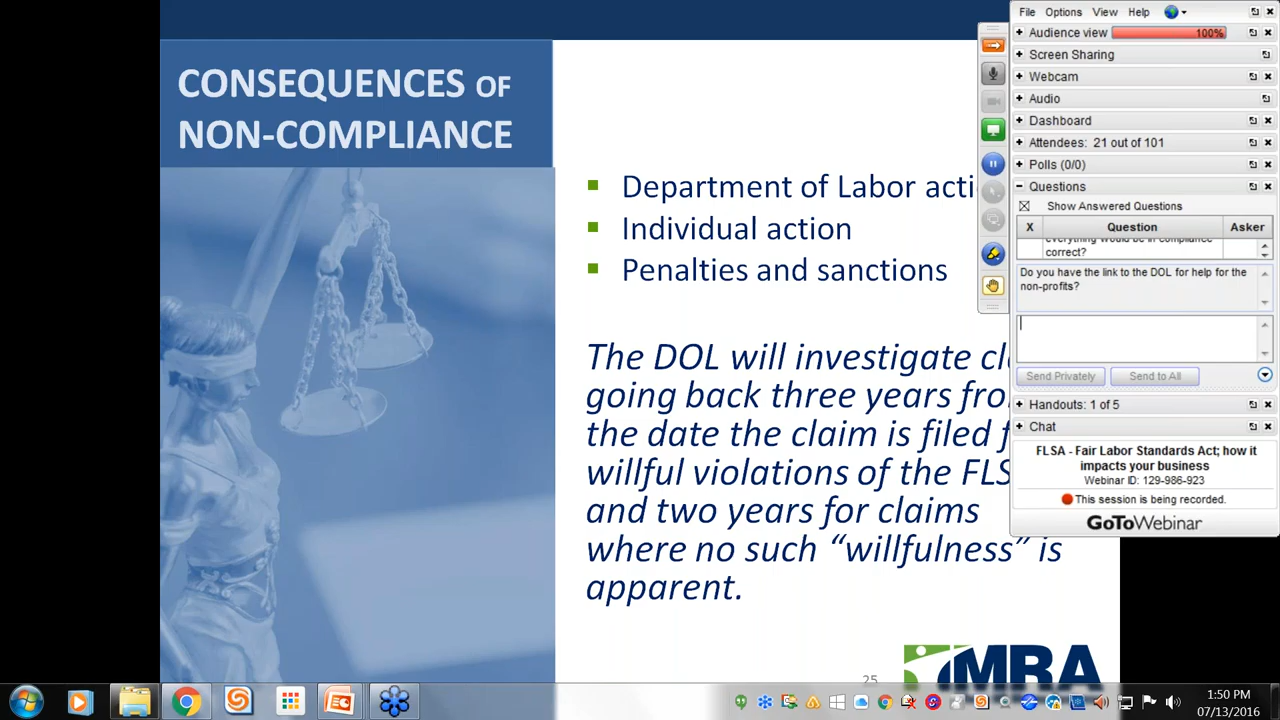 CONSEQUENCES OF
NON-COMPLIANCE
Department of Labor acti
Individual action
Penalties and sanctions
The DOL will investigate cl
going back three years fro
the date the claim is filed f
willful violations of the FLS
and two years for claims
where no such “willfulness” is
apparent.
25
MRA
File Options View Help
Audience view 100%
Screen Sharing
Webcam
Audio
Dashboard
Attendees: 21 out of 101
Polls (0/0)
Questions
Show Answered Questions
X Question Asker
everything would be in compliance
correct?
Do you have the link to the DOL for help for the
non-profits?
Send Privately Send to All
Handouts: 1 of 5
Chat
FLSA - Fair Labor Standards Act; how it
impacts your business
Webinar ID: 129-986-923
This session is being recorded.
GoToWebinar
1:50 PM
07/13/2016